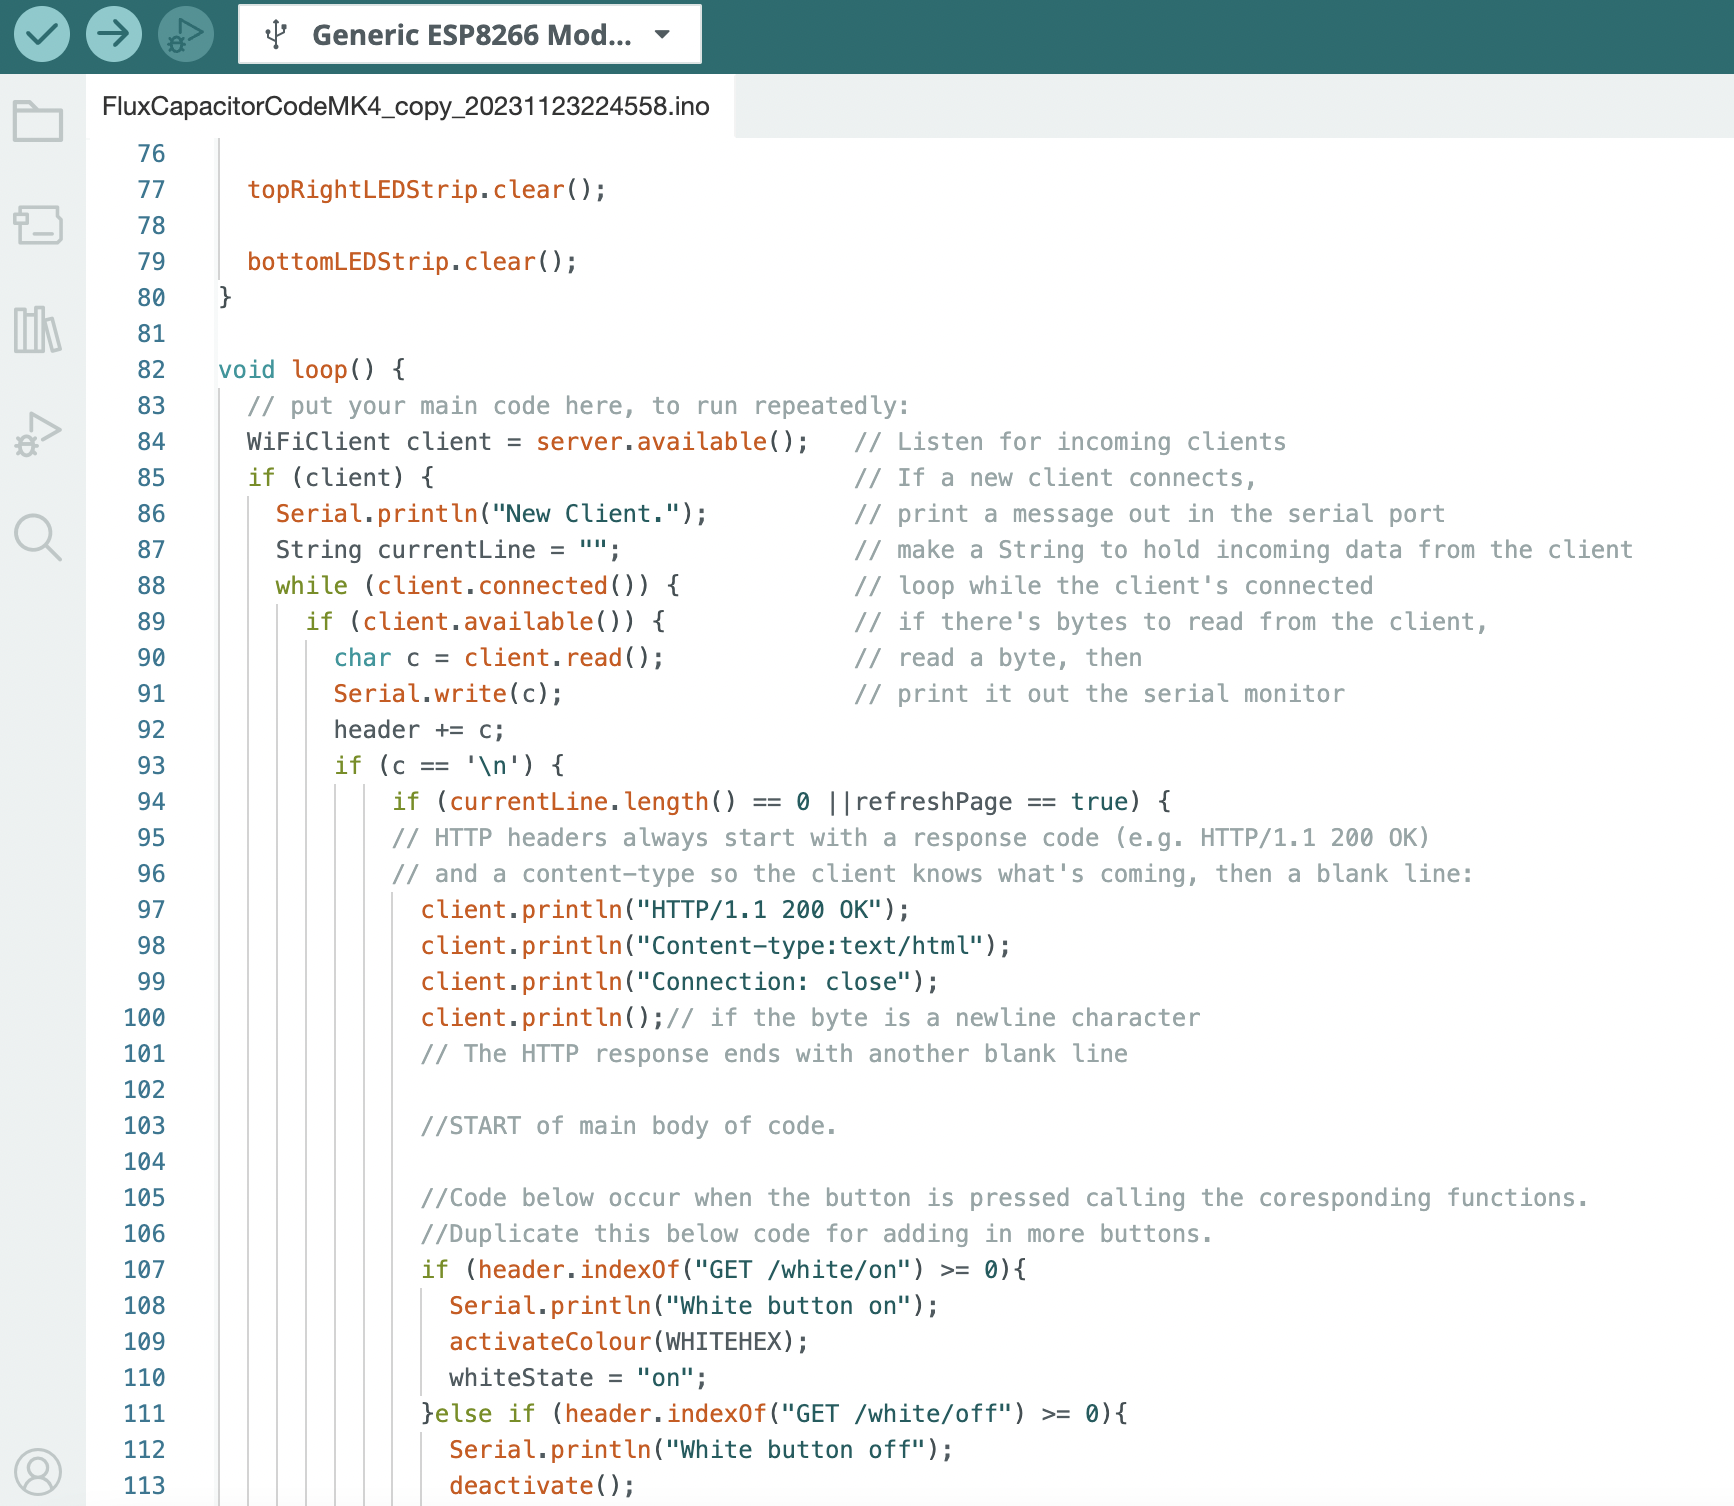 Generic ESP8266 Mod...
FluxCapacitorCodeMK4_copy_20231123224558.ino
76
77 topRightLEDStrip.clear();
78
79 bottomLEDStrip.clear();
80 }
81
82 void loop() {
83 // put your main code here, to run repeatedly:
84 WiFiClient client = server.available(); // Listen for incoming clients
85 if (client) { // If a new client connects,
86 Serial.println("New Client."); // print a message out in the serial port
87 String currentLine = ""; // make a String to hold incoming data from the client
88 while (client.connected()) { // loop while the client's connected
89 if (client.available()) { // if there's bytes to read from the client,
90 char c = client.read(); // read a byte, then
91 Serial.write(c); // print it out the serial monitor
92 header += c;
93 if (c == '\n') {
94 if (currentLine.length() == 0 ||refreshPage == true) {
95 // HTTP headers always start with a response code (e.g. HTTP/1.1 200 OK)
96 // and a content-type so the client knows what's coming, then a blank line:
97 client.println("HTTP/1.1 200 OK");
98 client.println("Content-type:text/html");
99 client.println("Connection: close");
100 client.println();// if the byte is a newline character
101 // The HTTP response ends with another blank line
102
103 //START of main body of code.
104
105 //Code below occur when the button is pressed calling the coresponding functions.
106 //Duplicate this below code for adding in more buttons.
107 if (header.indexOf("GET /white/on") >= 0){
108 Serial.println("White button on");
109 activateColour(WHITEHEX);
110 whiteState = "on";
111 }else if (header.indexOf("GET /white/off") >= 0){
112 Serial.println("White button off");
113 deactivate();